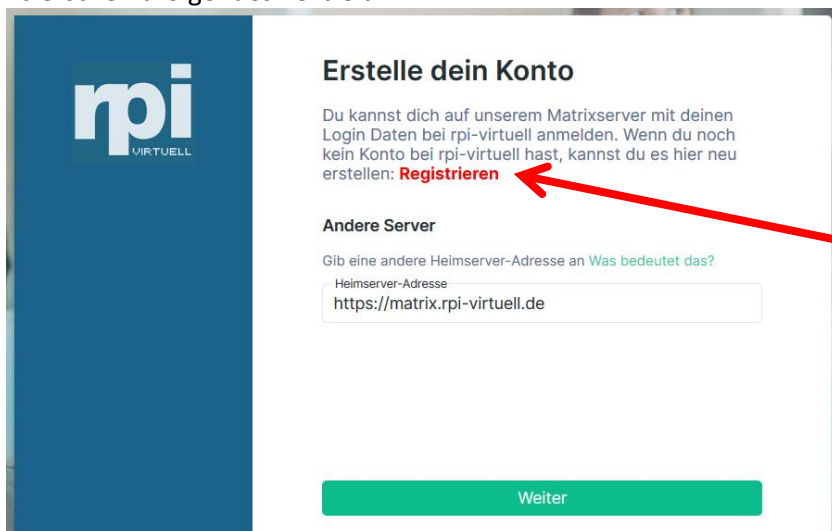 rpi
VIRTUELL
Erstelle dein Konto
Du kannst dich auf unserem Matrixserver mit deinen
Login Daten bei rpi-virtuell anmelden. Wenn du noch
kein Konto bei rpi-virtuell hast, kannst du es hier neu
erstellen: Registrieren
Andere Server
Gib eine andere Heimserver-Adresse an Was bedeutet das?
Heimserver-Adresse
https://matrix.rpi-virtuell.de
Weiter